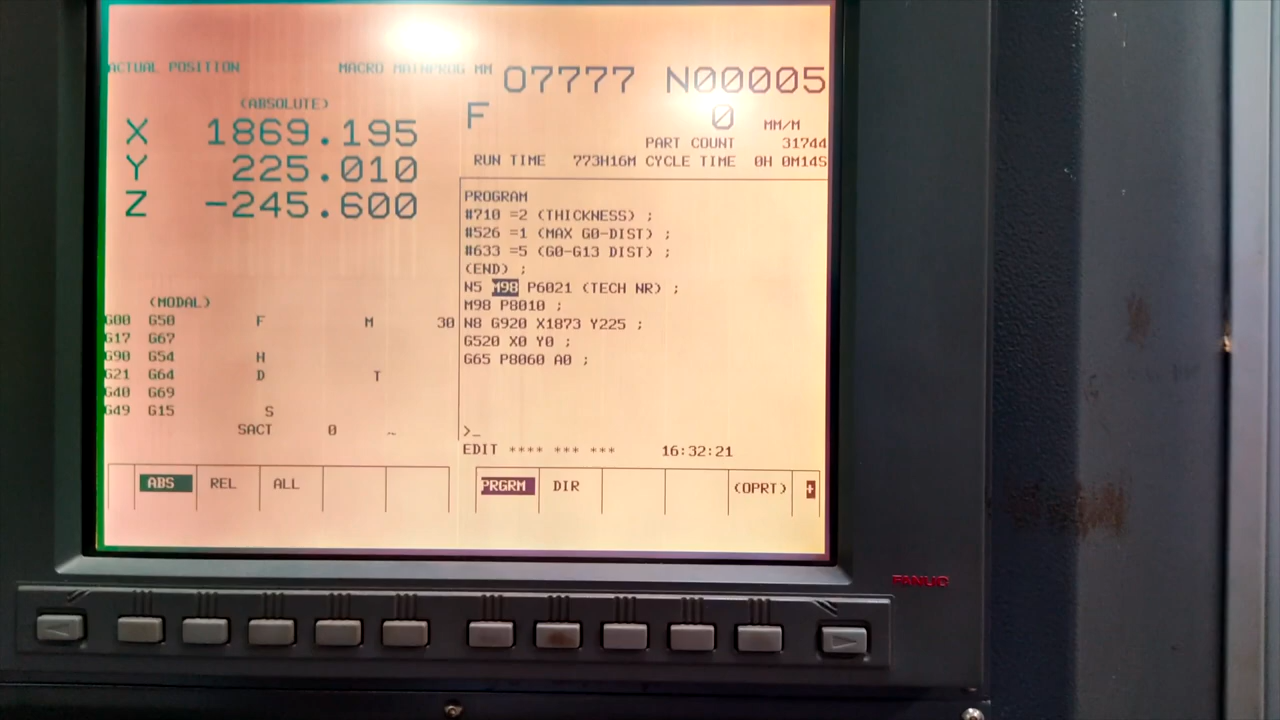 ACTUAL POSITION MACRO MAINPROG MM O7777 N00005
(ABSOLUTE)
X 1869.195
Y 225.010
Z -245.600
F 0 MM/M
PART COUNT 31744
RUN TIME 773H16M CYCLE TIME 0H 0M14S
PROGRAM
#710 =2 (THICKNESS) ;
#526 =1 (MAX G0-DIST) ;
#633 =5 (G0-G13 DIST) ;
(END) ;
N5 M98 P6021 (TECH NR) ;
M98 P8010 ;
N8 G920 X1873 Y225 ;
G520 X0 Y0 ;
G65 P8060 A0 ;
(MODAL)
G00 G50 F M 30
G17 G67
G90 G54 H
G21 G64 D T
G40 G69
G49 G15 S
SACT 0 ~
>_
EDIT **** *** *** 16:32:21
ABS REL ALL
PRGRM DIR (OPRT) +
FANUC